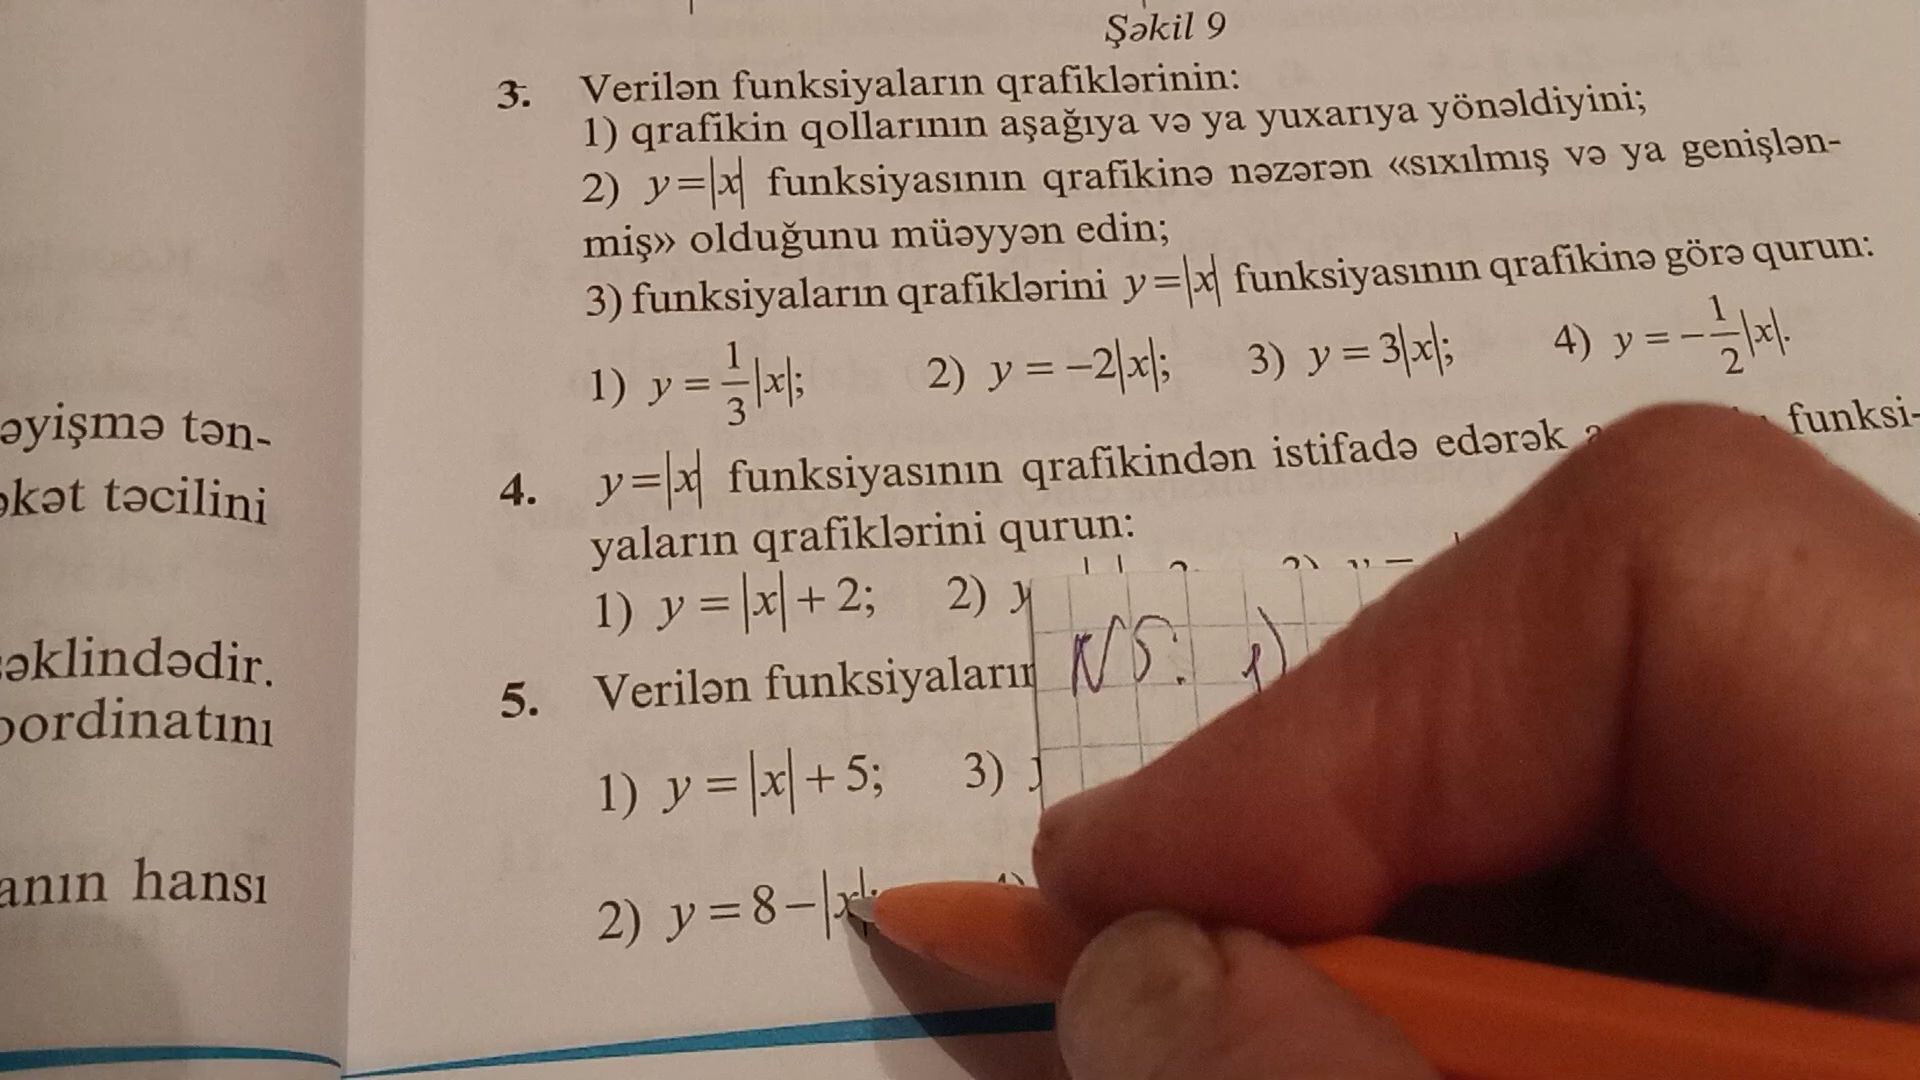 Şəkil 9
3. Verilən funksiyaların qrafiklərinin:
1) qrafikin qollarının aşağıya və ya yuxarıya yönəldiyini;
2) y=|x| funksiyasının qrafikinə nəzərən «sıxılmış və ya genişlən-
miş» olduğunu müəyyən edin;
3) funksiyaların qrafiklərini y=|x| funksiyasının qrafikinə görə qurun:
1) y = 1/3|x|; 2) y = −2|x|; 3) y = 3|x|; 4) y = −1/2|x|.
4. y=|x| funksiyasının qrafikindən istifadə edərək funksi-
yaların qrafiklərini qurun:
1) y = |x| + 2; 2) y
5. Verilən funksiyaların
N5. 1)
1) y = |x| + 5; 3)
2) y = 8 − |x|;
əyişmə tən-
təcilini
şəklindədir.
oordinatını
anın hansı